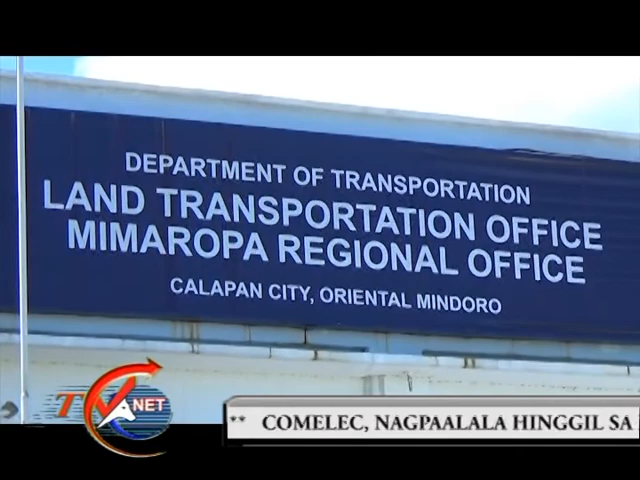 DEPARTMENT OF TRANSPORTATION
LAND TRANSPORTATION OFFICE
MIMAROPA REGIONAL OFFICE
CALAPAN CITY, ORIENTAL MINDORO
TV NET
** COMELEC, NAGPAALALA HINGGIL SA